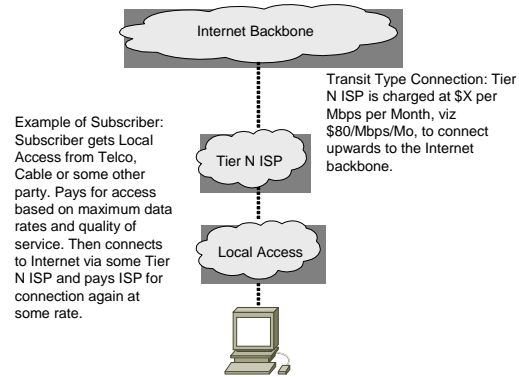 Internet Backbone
Transit Type Connection: Tier
N ISP is charged at $X per
Mbps per Month, viz
$80/Mbps/Mo, to connect
upwards to the Internet
backbone.
Example of Subscriber:
Subscriber gets Local
Access from Telco,
Cable or some other
party. Pays for access
based on maximum data
rates and quality of
service. Then connects
to Internet via some Tier
N ISP and pays ISP for
connection again at
some rate.
Tier N ISP
Local Access